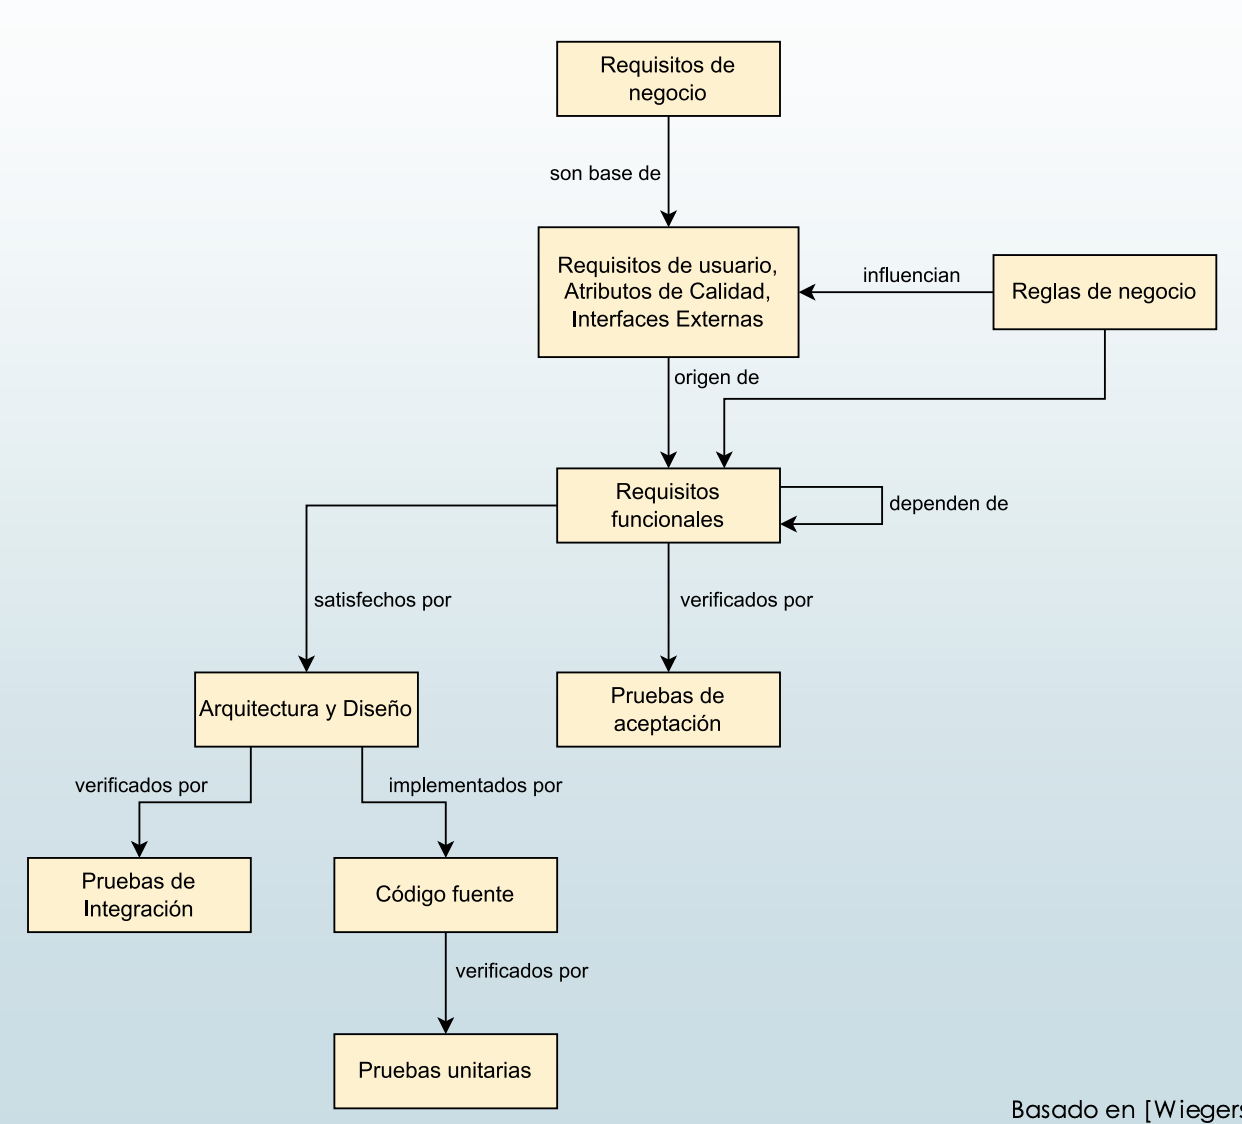 Requisitos de
negocio
son base de
Requisitos de usuario,
Atributos de Calidad,
Interfaces Externas
influencian
Reglas de negocio
origen de
Requisitos
funcionales
dependen de
satisfechos por
verificados por
Arquitectura y Diseño
Pruebas de
aceptación
verificados por
implementados por
Pruebas de
Integración
Código fuente
verificados por
Pruebas unitarias
Basado en [Wiegers